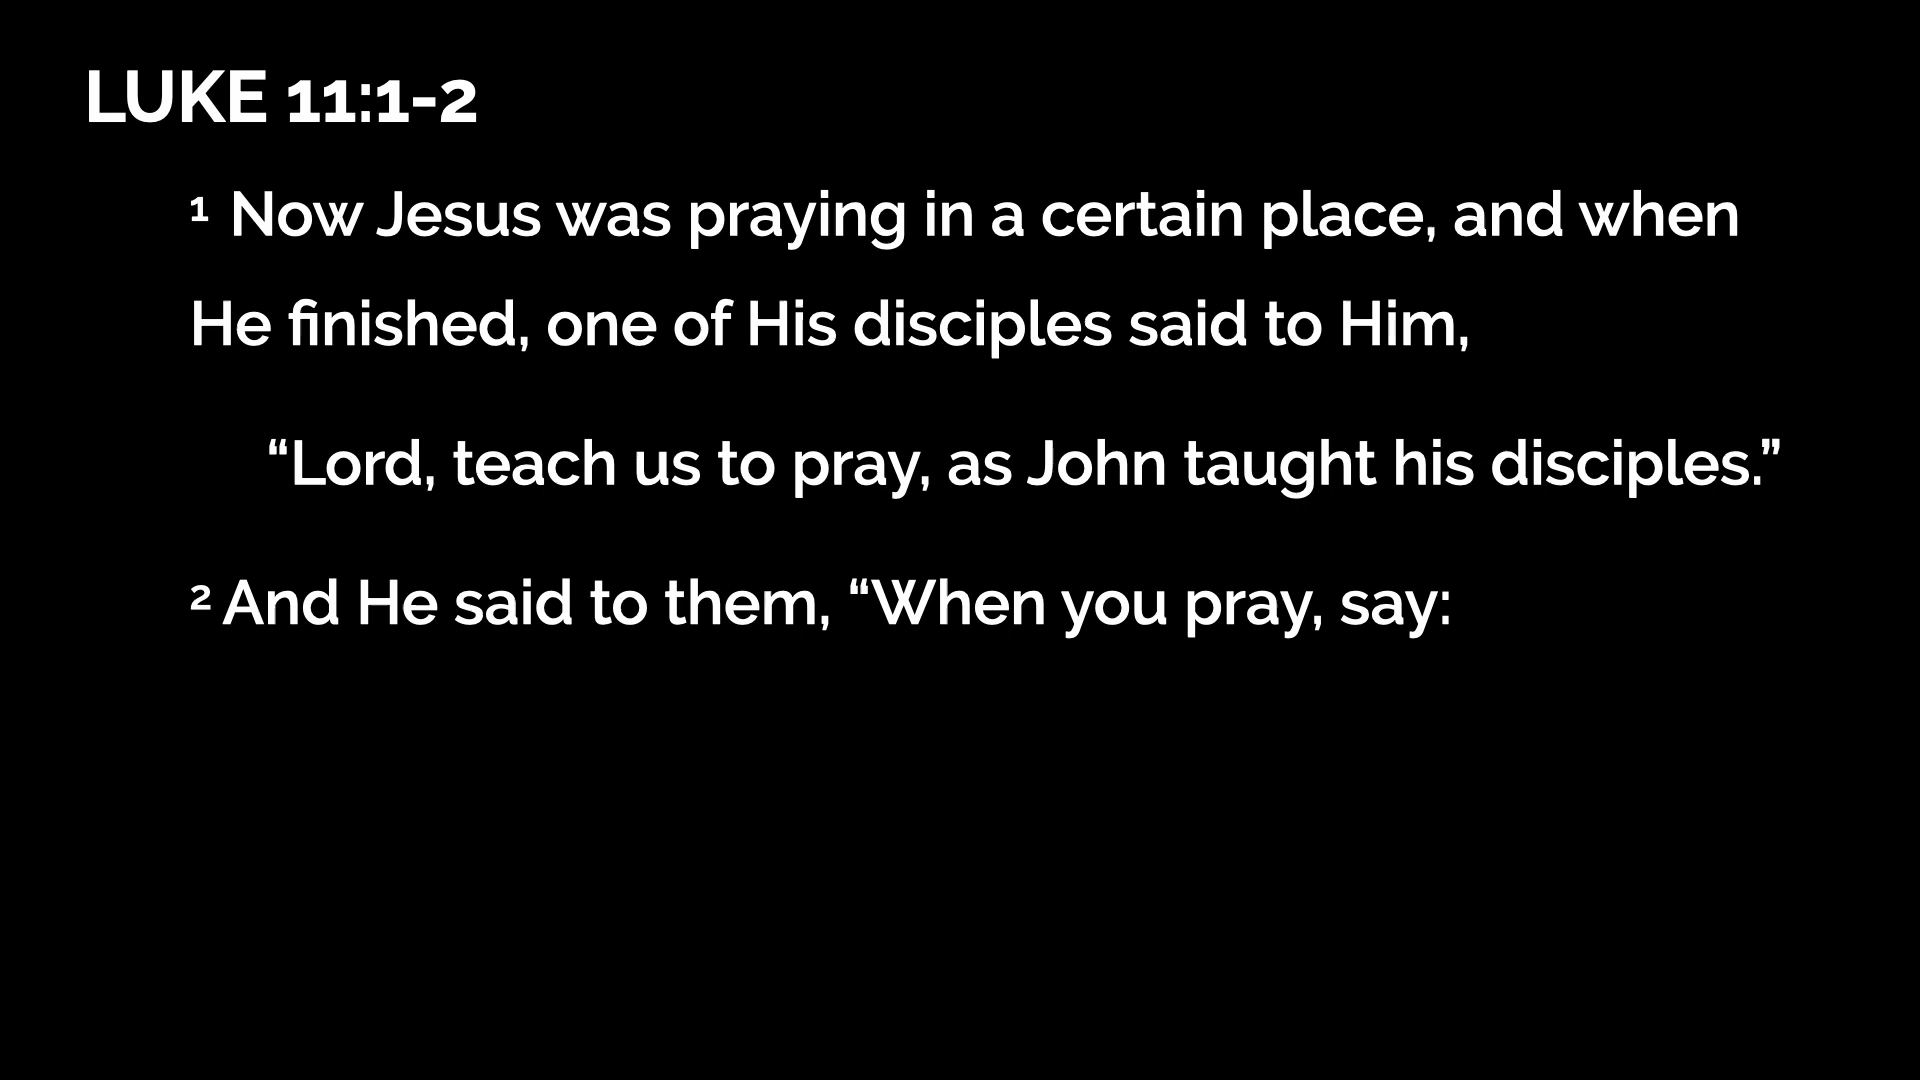 LUKE 11:1-2
¹ Now Jesus was praying in a certain place, and when
He finished, one of His disciples said to Him,
“Lord, teach us to pray, as John taught his disciples.”
² And He said to them, “When you pray, say: